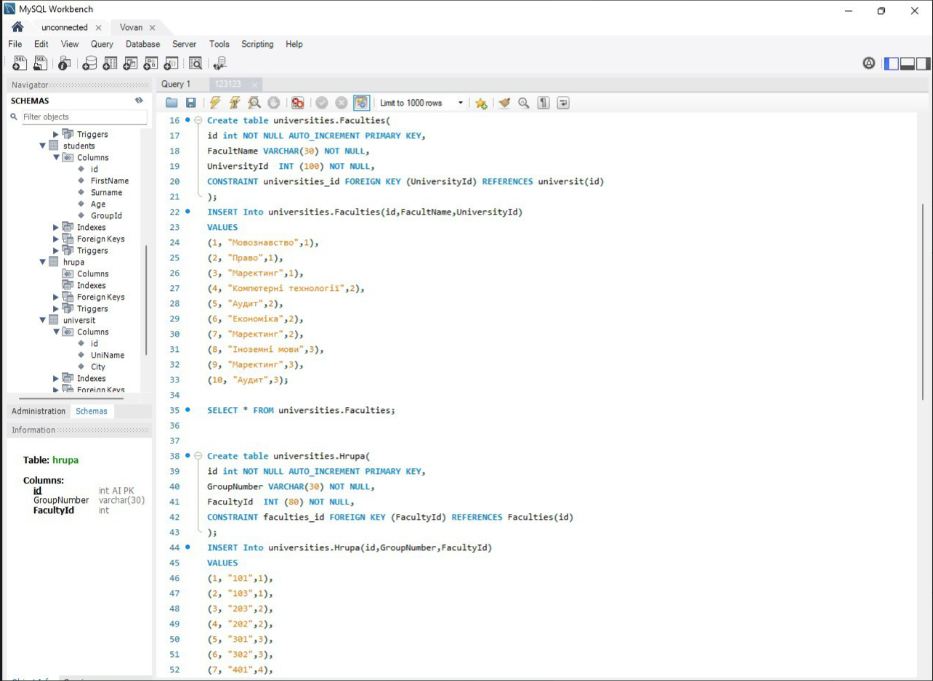 MySQL Workbench
unconnected
Vovan
File Edit View Query Database Server Tools Scripting Help
Navigator
SCHEMAS
Filter objects
Triggers
students
Columns
id
FirstName
Surname
Age
GroupId
Indexes
Foreign Keys
Triggers
hrupa
Columns
Indexes
Foreign Keys
Triggers
universit
Columns
id
UniName
City
Indexes
Foreign Keys
Administration Schemas
Information
Table: hrupa
Columns:
id int AI PK
GroupNumber varchar(30)
FacultyId int
Query 1 123123
Limit to 1000 rows
16 Create table universities.Faculties(
17 id int NOT NULL AUTO_INCREMENT PRIMARY KEY,
18 FacultName VARCHAR(30) NOT NULL,
19 UniversityId INT (100) NOT NULL,
20 CONSTRAINT universities_id FOREIGN KEY (UniversityId) REFERENCES universit(id)
21 );
22 INSERT Into universities.Faculties(id,FacultName,UniversityId)
23 VALUES
24 (1, "Мовознавство",1),
25 (2, "Право",1),
26 (3, "Маректинг",1),
27 (4, "Компютерні технології",2),
28 (5, "Аудит",2),
29 (6, "Економіка",2),
30 (7, "Маректинг",2),
31 (8, "Іноземні мови",3),
32 (9, "Маректинг",3),
33 (10, "Аудит",3);
34
35 SELECT * FROM universities.Faculties;
36
37
38 Create table universities.Hrupa(
39 id int NOT NULL AUTO_INCREMENT PRIMARY KEY,
40 GroupNumber VARCHAR(30) NOT NULL,
41 FacultyId INT (80) NOT NULL,
42 CONSTRAINT faculties_id FOREIGN KEY (FacultyId) REFERENCES Faculties(id)
43 );
44 INSERT Into universities.Hrupa(id,GroupNumber,FacultyId)
45 VALUES
46 (1, "101",1),
47 (2, "103",1),
48 (3, "203",2),
49 (4, "202",2),
50 (5, "301",3),
51 (6, "302",3),
52 (7, "401",4),